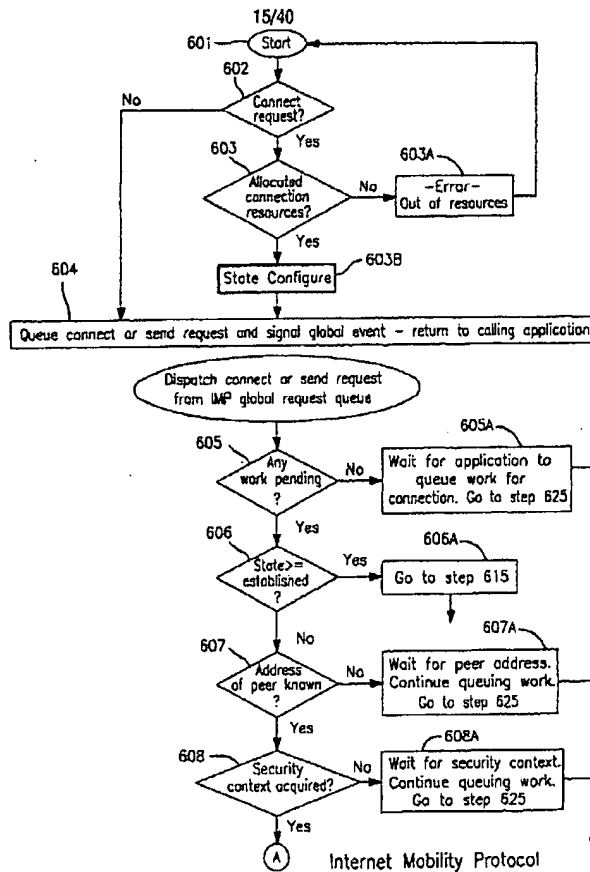 15/40
601
Start
602
No
Connect
request?
Yes
603
603A
Allocated
connection
resources?
No
-Error-
Out of resources
Yes
604
State Configure
603B
Queue connect or send request and signal global event - return to calling application
Dispatch connect or send request
from IMP global request queue
605
605A
Any
work pending
?
No
Wait for application to
queue work for
connection. Go to step 625
Yes
606
606A
State>=
established
?
Yes
Go to step 615
No
607
607A
Address
of peer known
?
No
Wait for peer address.
Continue queuing work.
Go to step 625
Yes
608
608A
Security
context acquired?
No
Wait for security context.
Continue queuing work.
Go to step 625
Yes
A
Internet Mobility Protocol